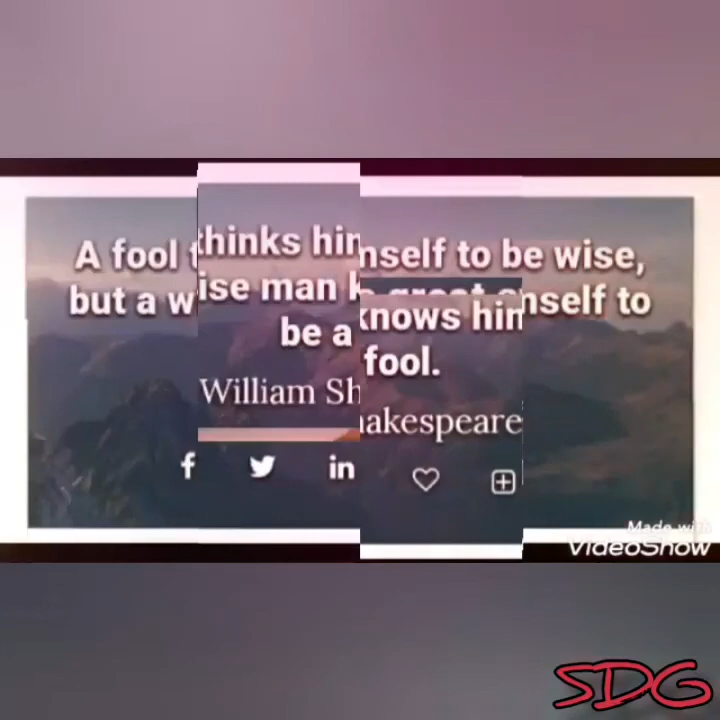 A fool thinks himself to be wise,
but a wise man knows himself to
be a fool.
William Shakespeare
f
in
Made with
VideoShow
SDG